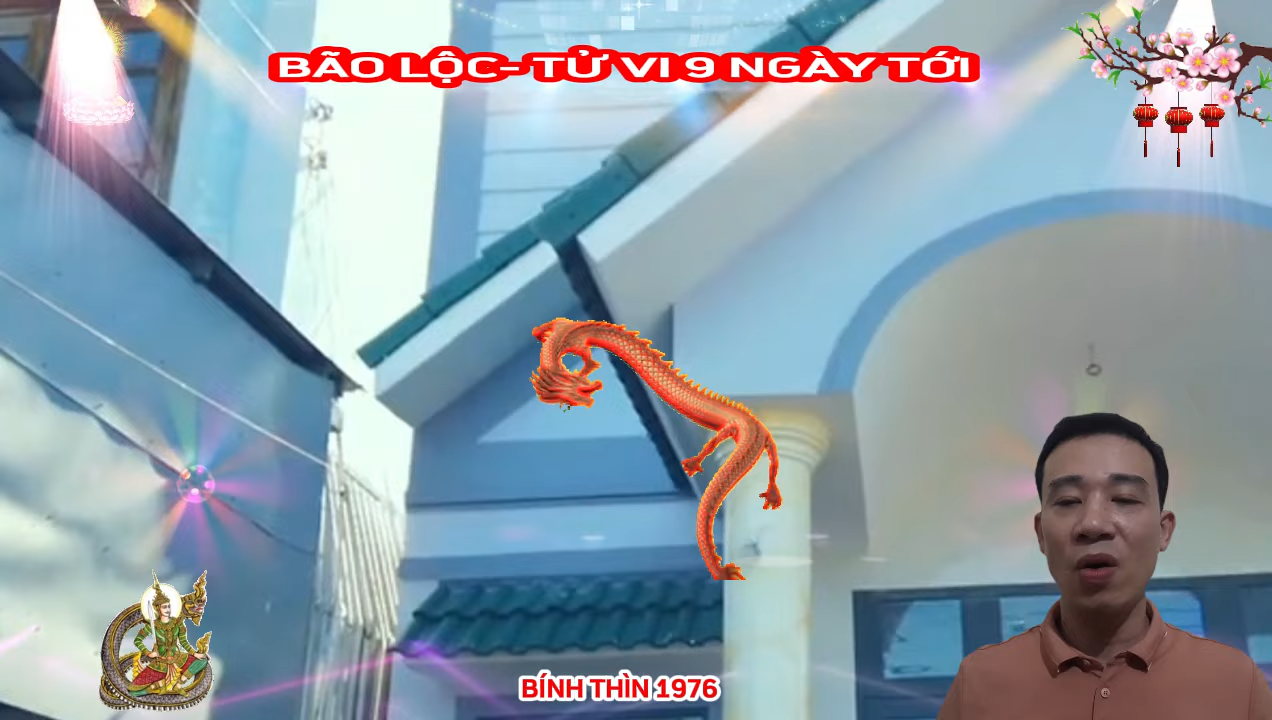 BÃO LỘC- TỬ VI 9 NGÀY TỚI
BÍNH THÌN 1976